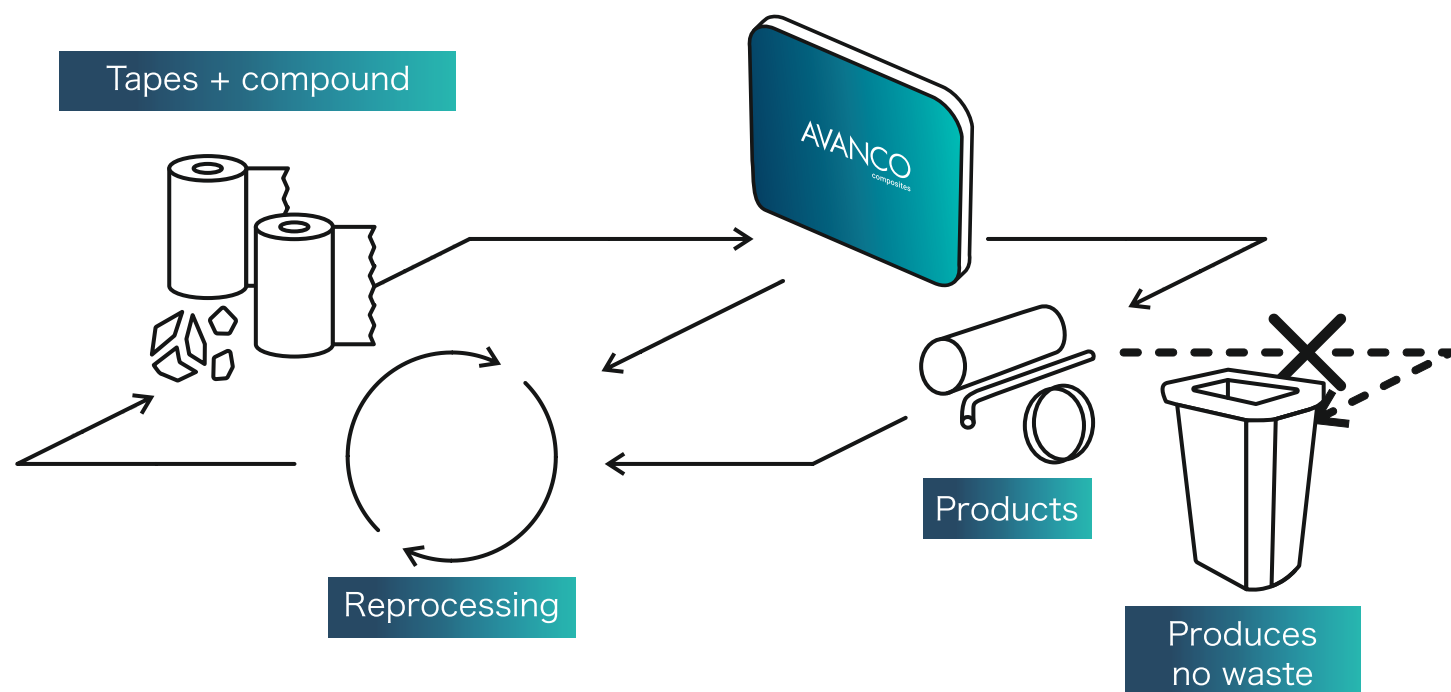 Tapes + compound
AVANCO
composites
Products
Reprocessing
Produces
no waste